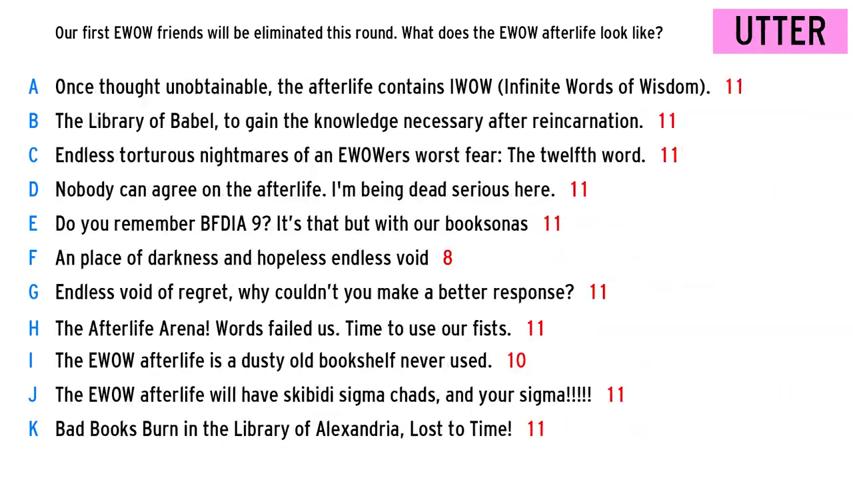 Our first EWOW friends will be eliminated this round. What does the EWOW afterlife look like?
UTTER
A Once thought unobtainable, the afterlife contains IWOW (Infinite Words of Wisdom). 11
B The Library of Babel, to gain the knowledge necessary after reincarnation. 11
C Endless torturous nightmares of an EWOWers worst fear: The twelfth word. 11
D Nobody can agree on the afterlife. I'm being dead serious here. 11
E Do you remember BFDIA 9? It’s that but with our booksonas 11
F An place of darkness and hopeless endless void 8
G Endless void of regret, why couldn’t you make a better response? 11
H The Afterlife Arena! Words failed us. Time to use our fists. 11
I The EWOW afterlife is a dusty old bookshelf never used. 10
J The EWOW afterlife will have skibidi sigma chads, and your sigma!!!!! 11
K Bad Books Burn in the Library of Alexandria, Lost to Time! 11